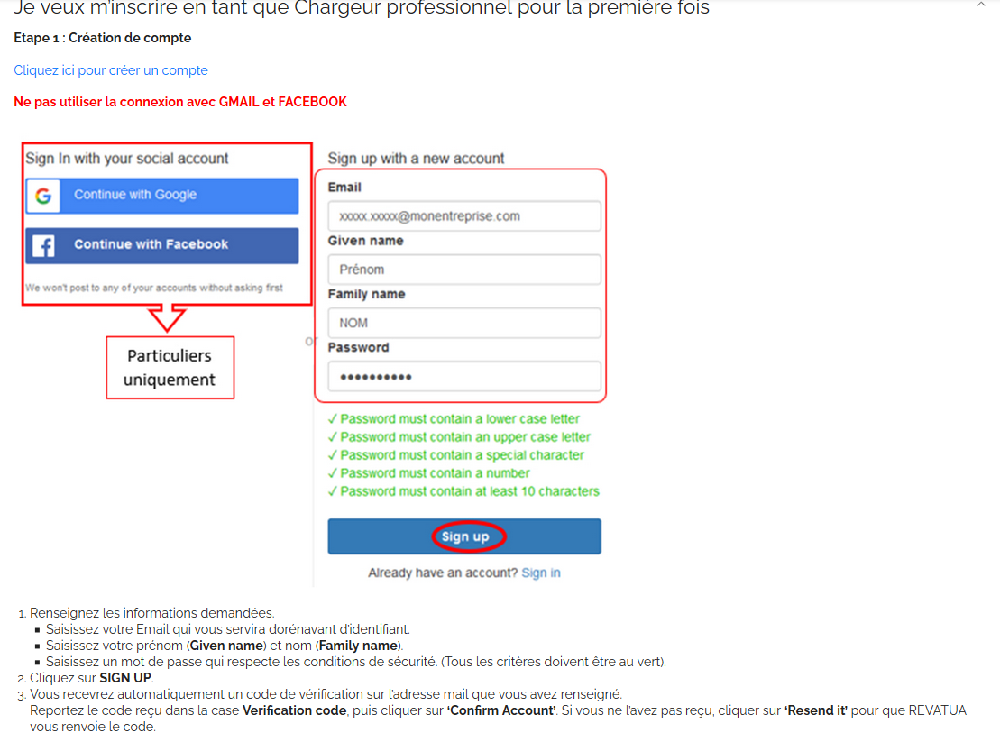 Je veux m'inscrire en tant que Chargeur professionnel pour la première fois
Etape 1 : Création de compte
Cliquez ici pour créer un compte
Ne pas utiliser la connexion avec GMAIL et FACEBOOK
Sign In with your social account
Continue with Google
Continue with Facebook
We won't post to any of your accounts without asking first
Particuliers
uniquement
or
Sign up with a new account
Email
xxxxx.xxxxx@monentreprise.com
Given name
Prénom
Family name
NOM
Password
••••••••••
✓ Password must contain a lower case letter
✓ Password must contain an upper case letter
✓ Password must contain a special character
✓ Password must contain a number
✓ Password must contain at least 10 characters
Sign up
Already have an account? Sign in
1. Renseignez les informations demandées.
▪ Saisissez votre Email qui vous servira dorénavant d'identifiant.
▪ Saisissez votre prénom (Given name) et nom (Family name).
▪ Saisissez un mot de passe qui respecte les conditions de sécurité. (Tous les critères doivent être au vert).
2. Cliquez sur SIGN UP.
3. Vous recevrez automatiquement un code de vérification sur l'adresse mail que vous avez renseigné.
Reportez le code reçu dans la case Verification code, puis cliquer sur 'Confirm Account'. Si vous ne l'avez pas reçu, cliquer sur 'Resend it' pour que REVATUA
vous renvoie le code.